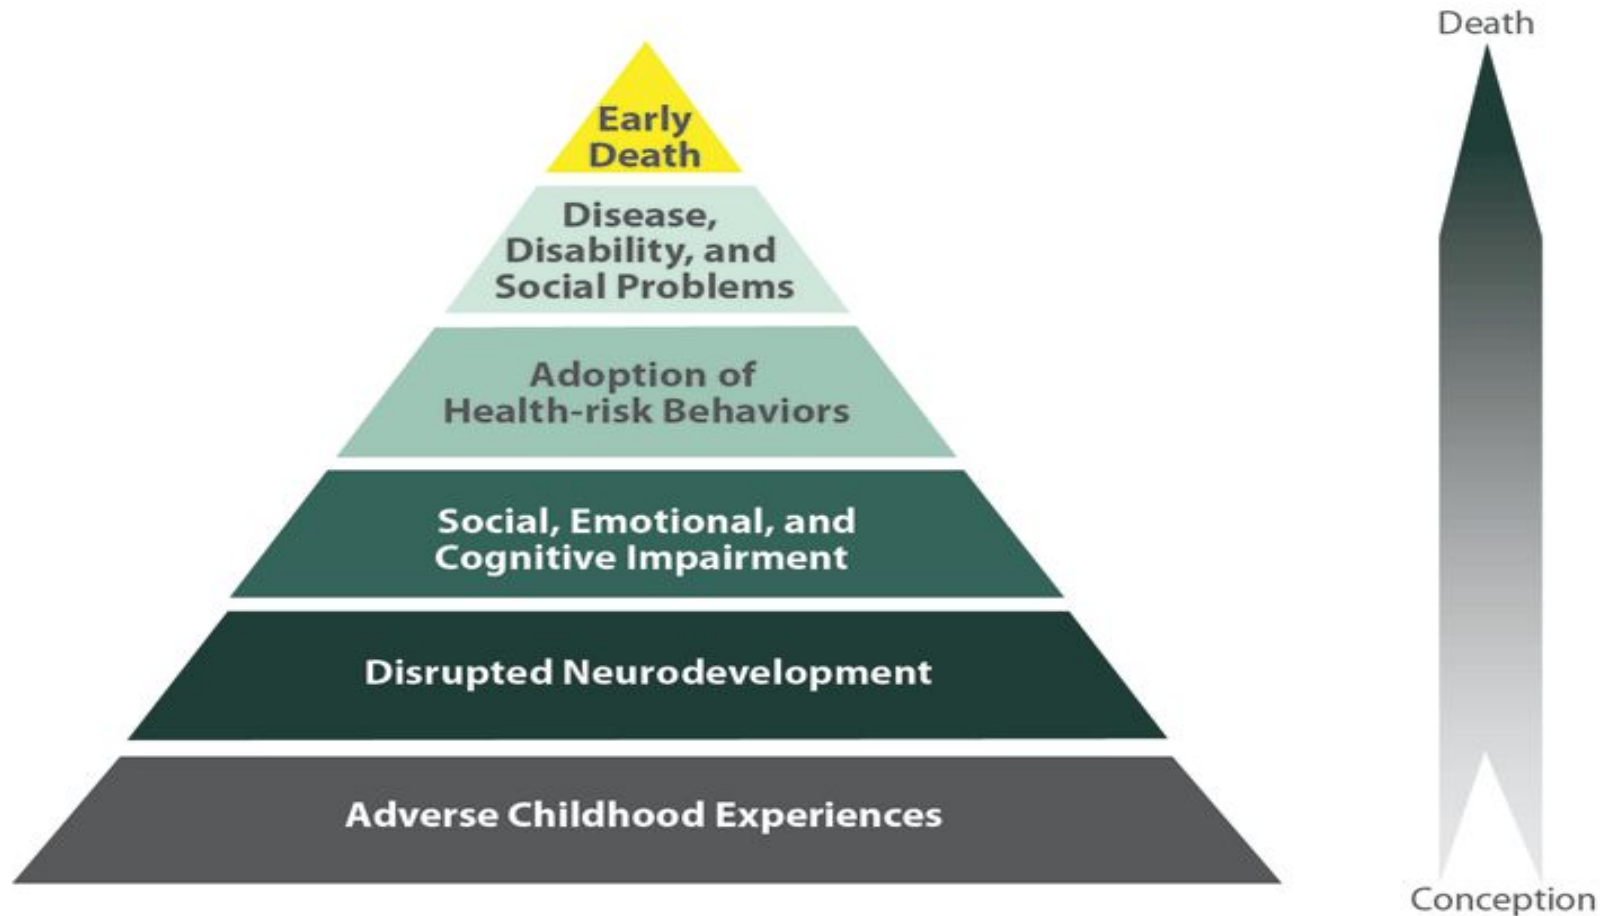 Death
Early
Death
Disease,
Disability, and
Social Problems
Adoption of
Health-risk Behaviors
Social, Emotional, and
Cognitive Impairment
Disrupted Neurodevelopment
Adverse Childhood Experiences
Conception